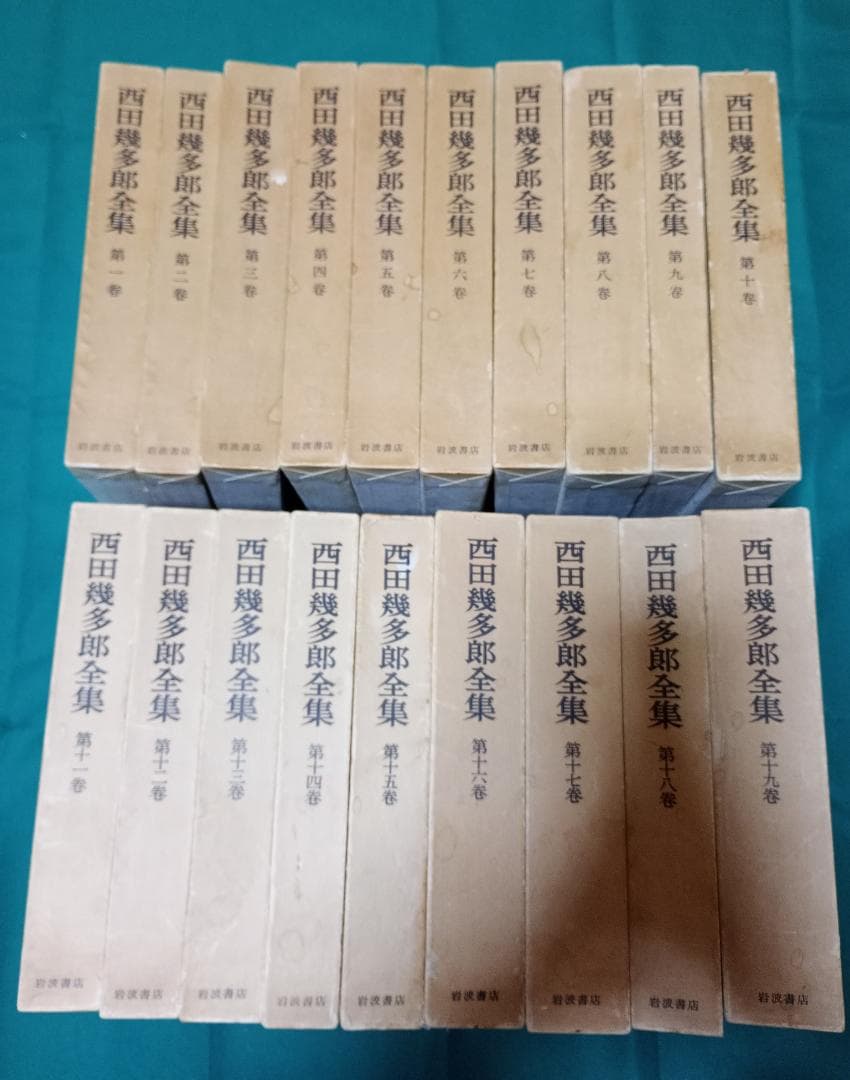 西田幾多郎全集 第一巻 岩波書店
西田幾多郎全集 第二巻 岩波書店
西田幾多郎全集 第三巻 岩波書店
西田幾多郎全集 第四巻 岩波書店
西田幾多郎全集 第五巻 岩波書店
西田幾多郎全集 第六巻 岩波書店
西田幾多郎全集 第七巻 岩波書店
西田幾多郎全集 第八巻 岩波書店
西田幾多郎全集 第九巻 岩波書店
西田幾多郎全集 第十巻 岩波書店
西田幾多郎全集 第十一巻 岩波書店
西田幾多郎全集 第十二巻 岩波書店
西田幾多郎全集 第十三巻 岩波書店
西田幾多郎全集 第十四巻 岩波書店
西田幾多郎全集 第十五巻 岩波書店
西田幾多郎全集 第十六巻 岩波書店
西田幾多郎全集 第十七巻 岩波書店
西田幾多郎全集 第十八巻 岩波書店
西田幾多郎全集 第十九巻 岩波書店